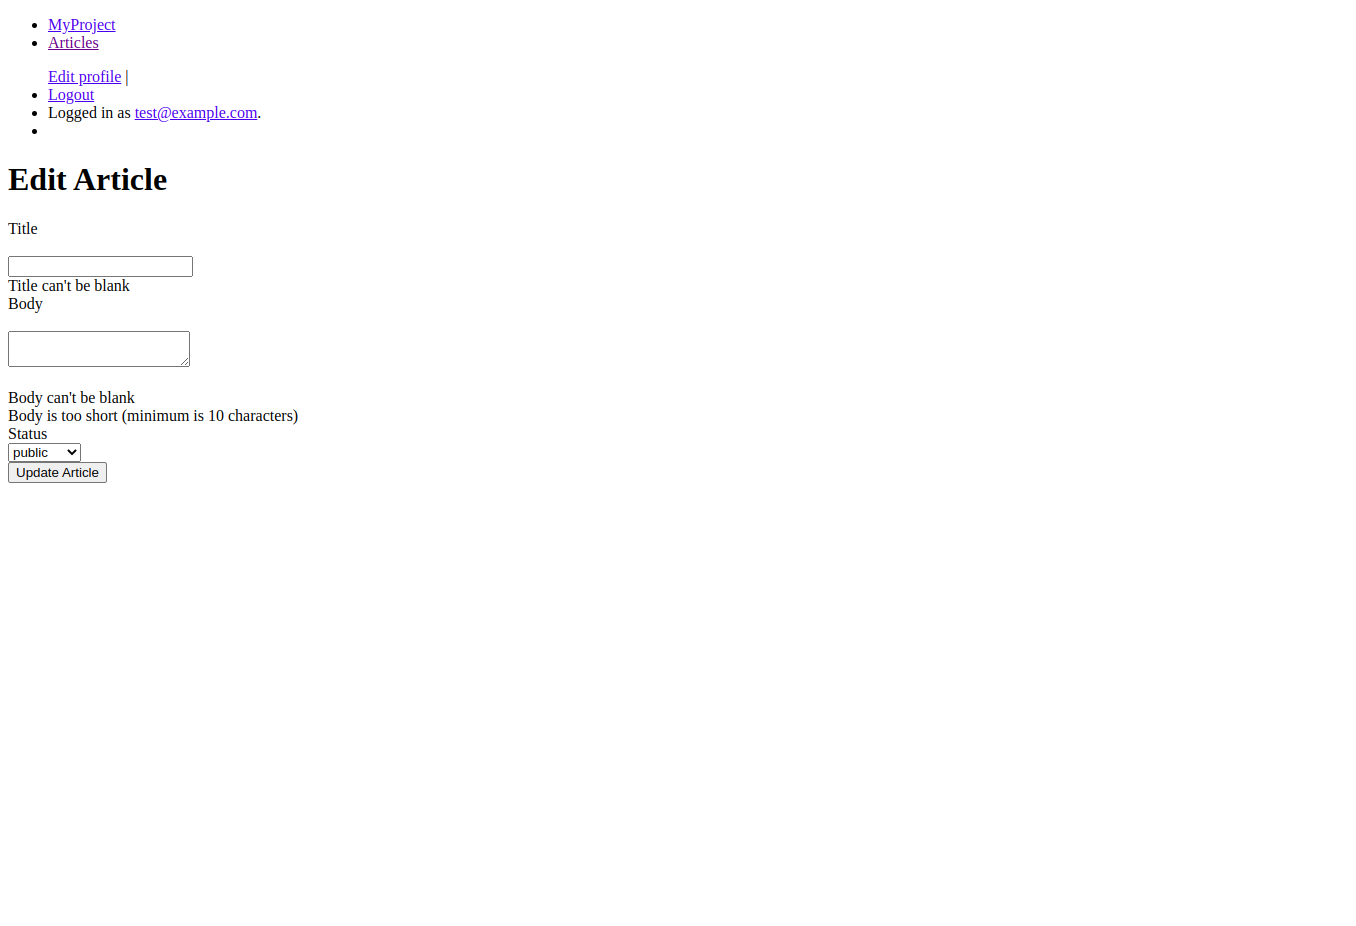 MyProject
Articles
Edit profile |
Logout
Logged in as test@example.com.
Edit Article
Title
Title can't be blank
Body
Body can't be blank
Body is too short (minimum is 10 characters)
Status
public
Update Article